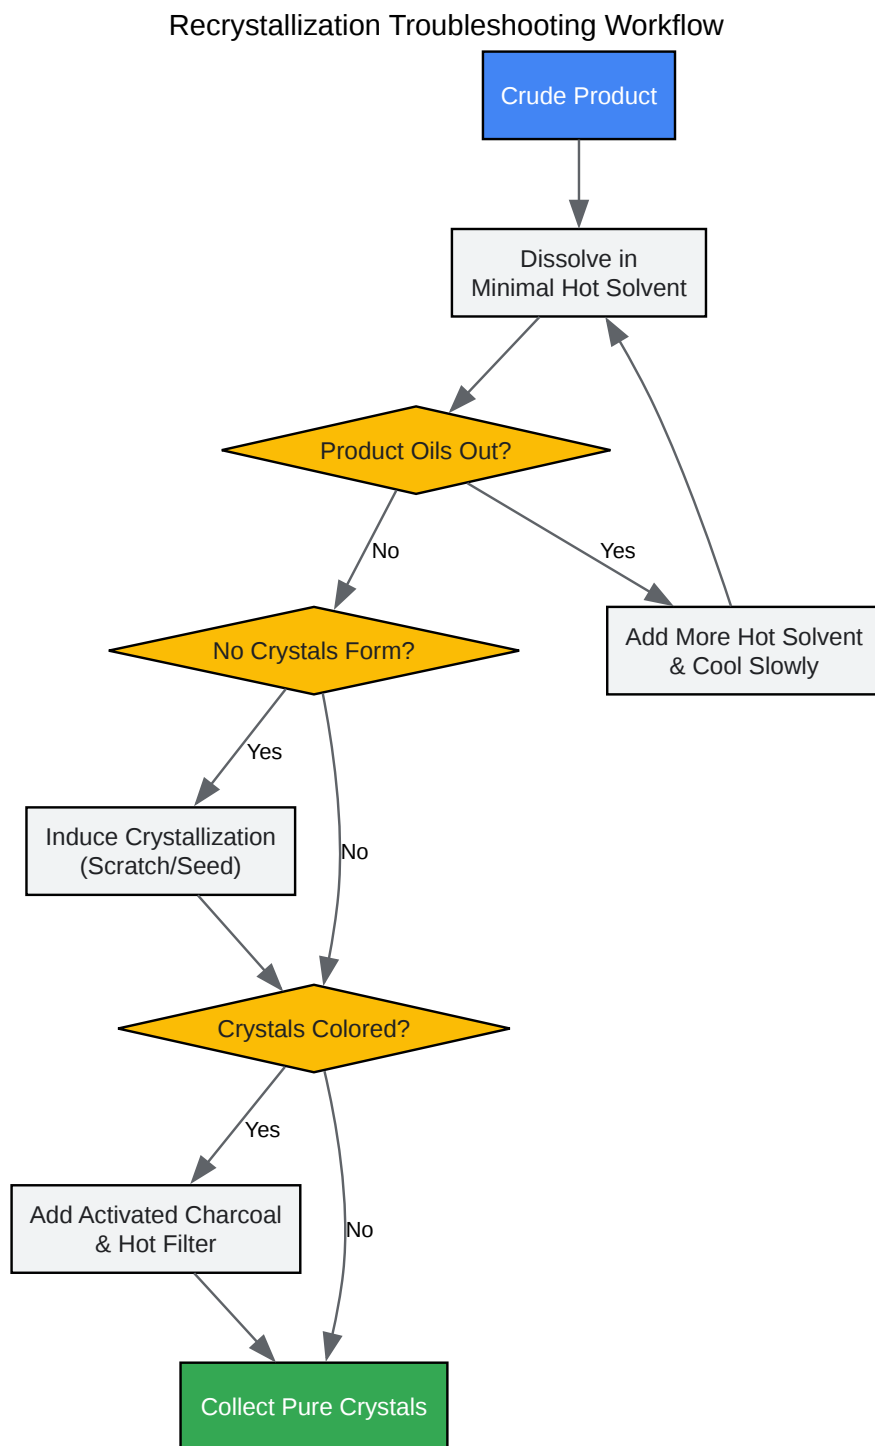 Recrystallization Troubleshooting Workflow
Crude Product
Dissolve in
Minimal Hot Solvent
Product Oils Out?
No
Yes
No Crystals Form?
Add More Hot Solvent
& Cool Slowly
Yes
Induce Crystallization
(Scratch/Seed)
No
Crystals Colored?
Yes
Add Activated Charcoal
& Hot Filter
No
Collect Pure Crystals